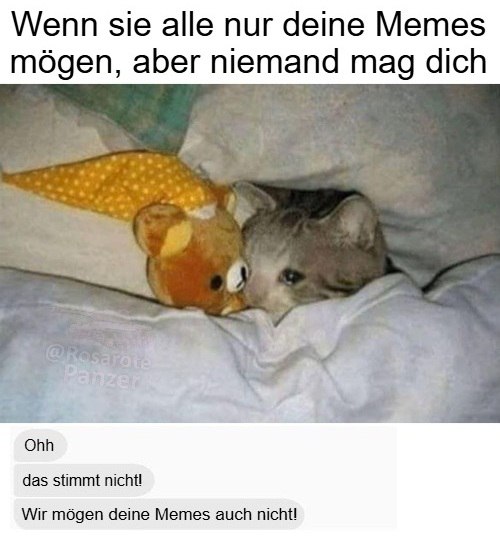 Wenn sie alle nur deine Memes
mögen, aber niemand mag dich
@Rosarote
Panzer
Ohh
das stimmt nicht!
Wir mögen deine Memes auch nicht!